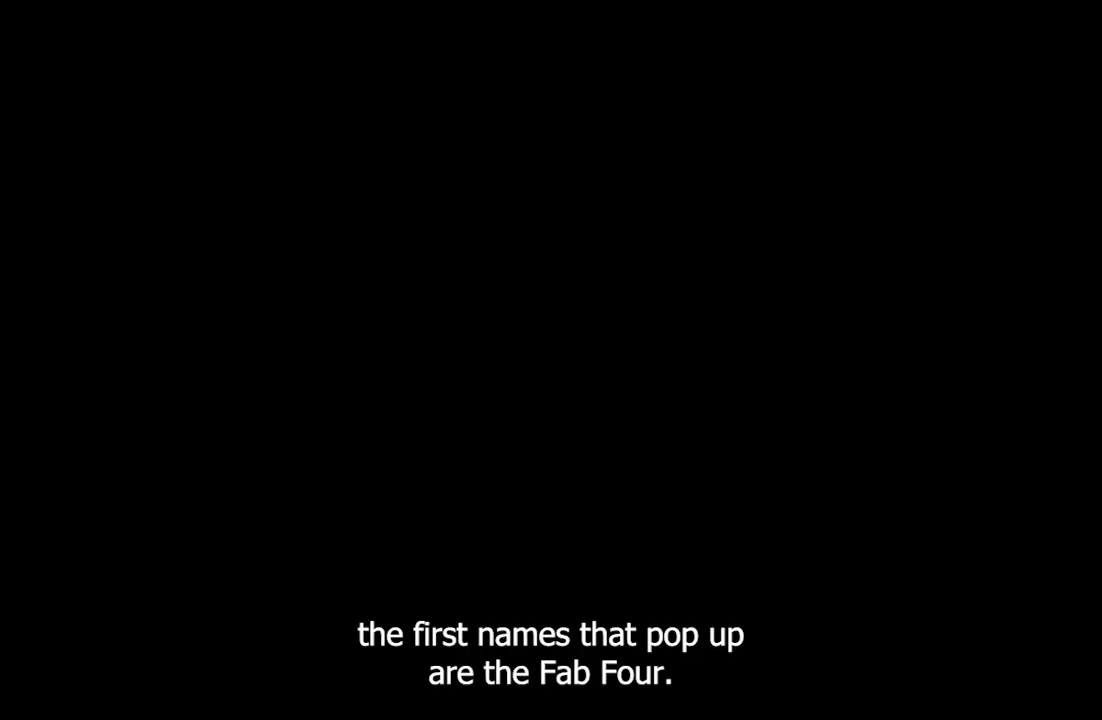 the first names that pop up
are the Fab Four.